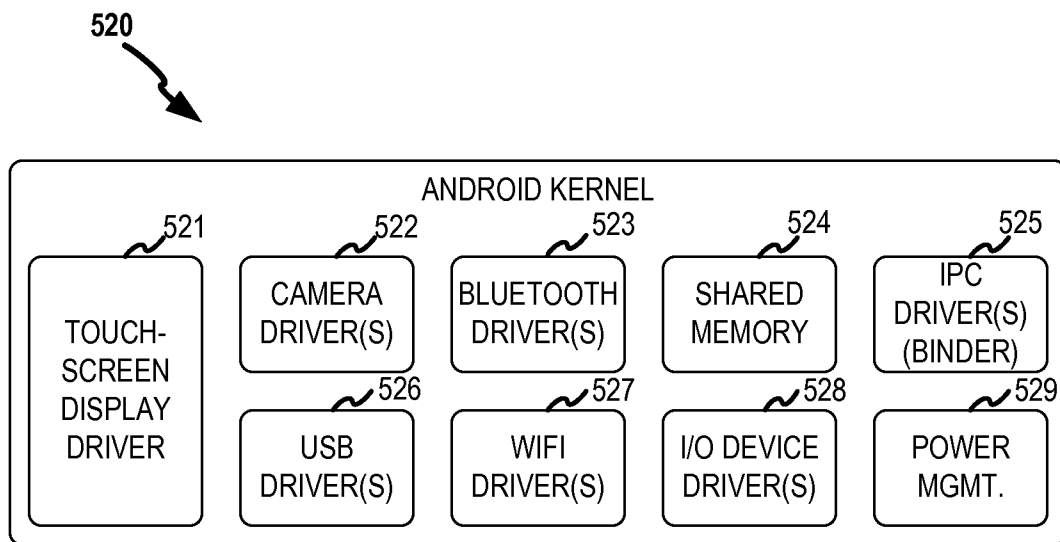 520
ANDROID KERNEL
521
522
523
524
525
TOUCH-
SCREEN
DISPLAY
DRIVER
CAMERA
DRIVER(S)
BLUETOOTH
DRIVER(S)
SHARED
MEMORY
IPC
DRIVER(S)
(BINDER)
526
527
528
529
USB
DRIVER(S)
WIFI
DRIVER(S)
I/O DEVICE
DRIVER(S)
POWER
MGMT.